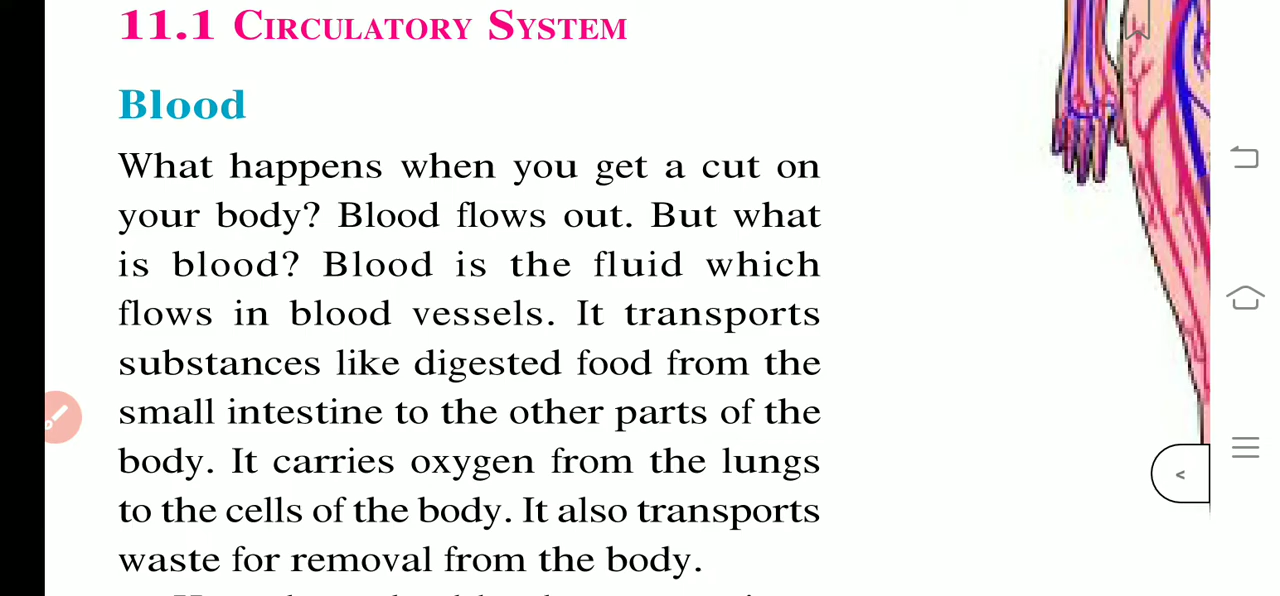 11.1 CIRCULATORY SYSTEM
Blood
What happens when you get a cut on
your body? Blood flows out. But what
is blood? Blood is the fluid which
flows in blood vessels. It transports
substances like digested food from the
small intestine to the other parts of the
body. It carries oxygen from the lungs
to the cells of the body. It also transports
waste for removal from the body.